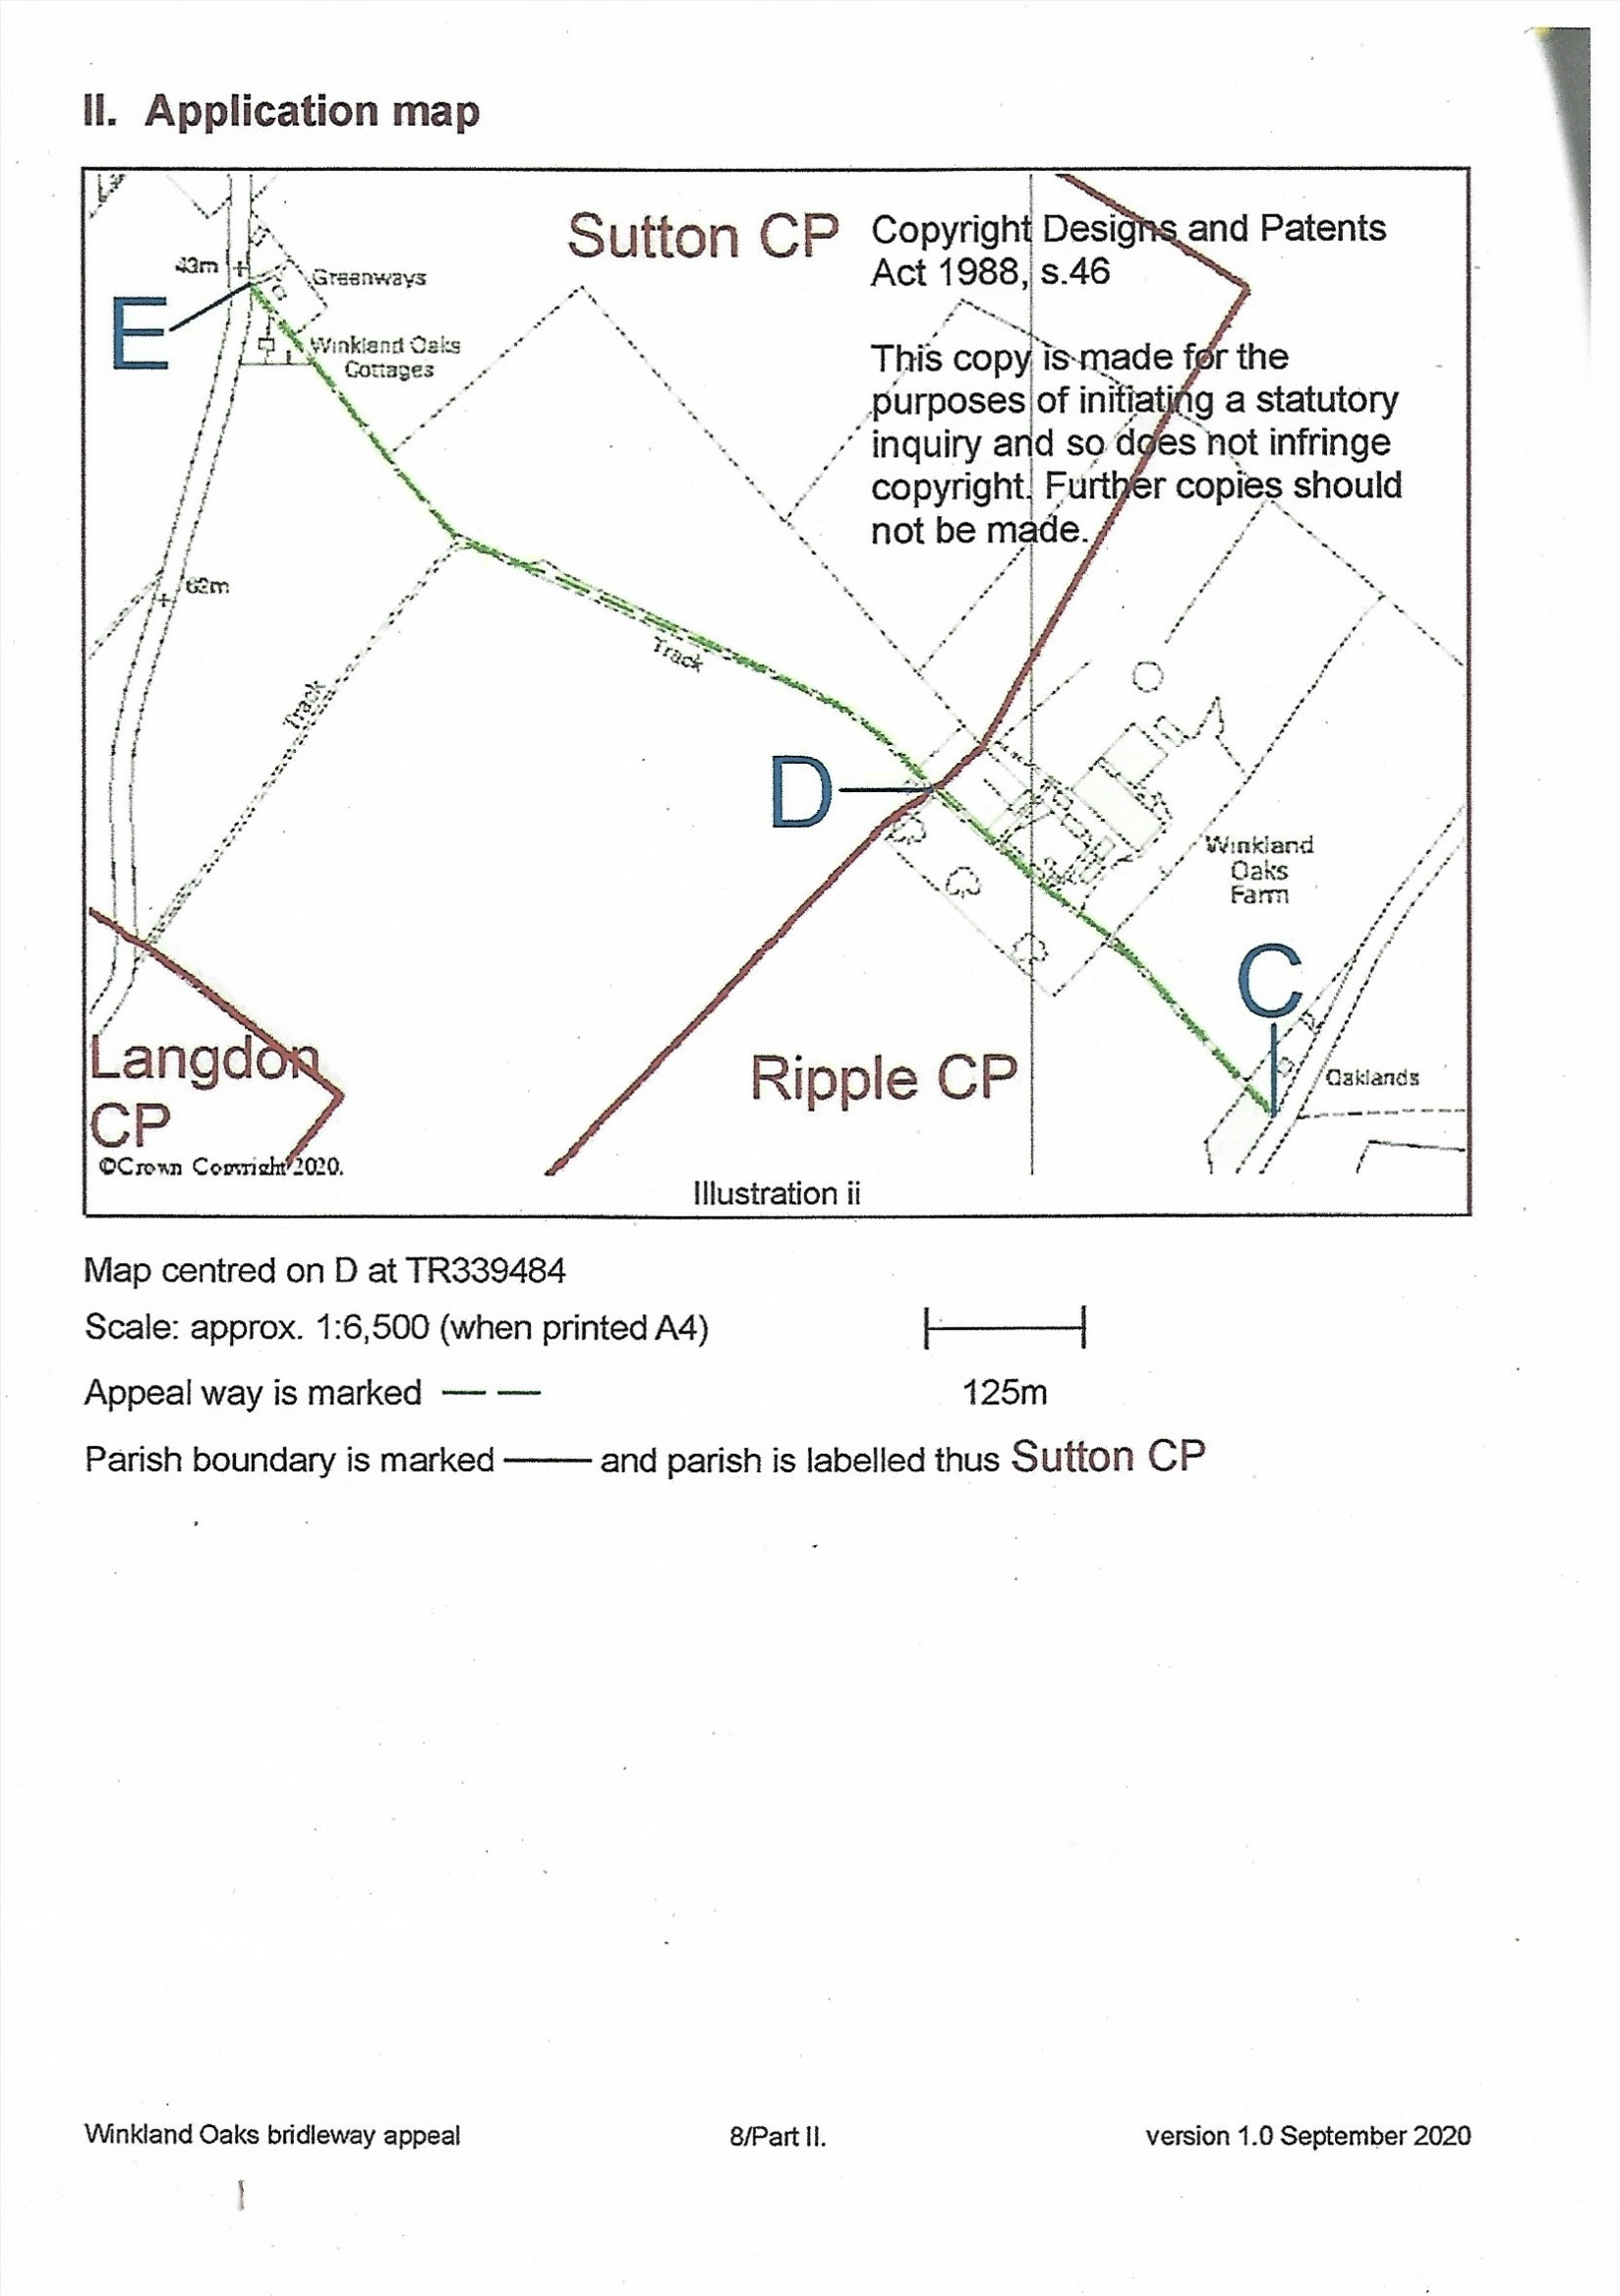 II. Application map
Sutton CP
Copyright Designs and Patents
Act 1988, s.46
This copy is made for the
purposes of initiating a statutory
inquiry and so does not infringe
copyright. Further copies should
not be made.
43m
Greenways
E
Winkland Oaks
Cottages
62m
Track
Track
D
Winkland
Oaks
Farm
C
Langdon
CP
Ripple CP
Oaklands
©Crown Copyright 2020.
Illustration ii
Map centred on D at TR339484
Scale: approx. 1:6,500 (when printed A4)
Appeal way is marked
125m
Parish boundary is marked and parish is labelled thus Sutton CP
Winkland Oaks bridleway appeal
8/Part II.
version 1.0 September 2020